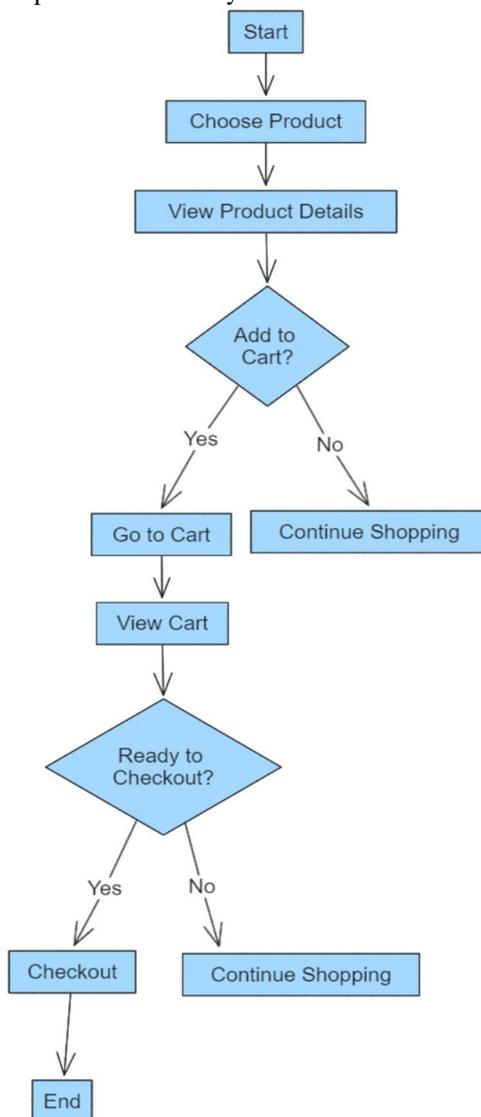 Start
Choose Product
View Product Details
Add to
Cart?
Yes
No
Go to Cart
Continue Shopping
View Cart
Ready to
Checkout?
Yes
No
Checkout
Continue Shopping
End